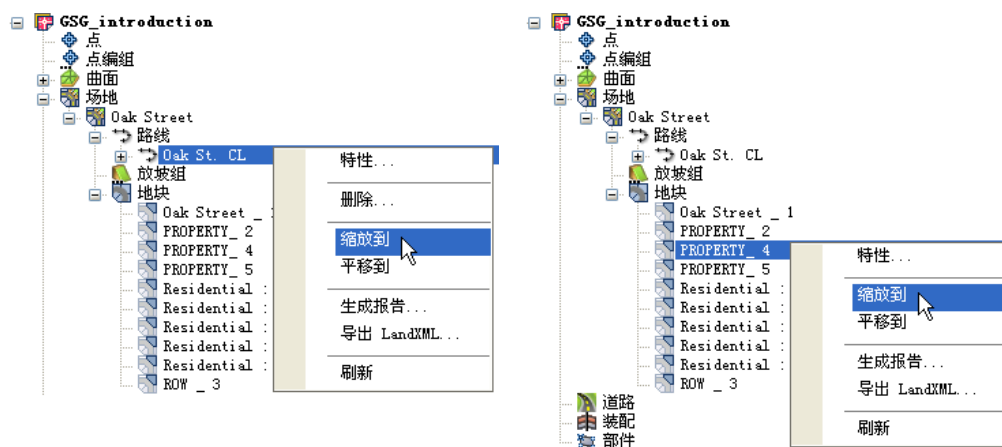 GSG_introduction
点
点编组
曲面
场地
Oak Street
路线
Oak St. CL
放坡组
地块
Oak Street _
PROPERTY_ 2
PROPERTY_ 4
PROPERTY_ 5
Residential :
Residential :
Residential :
Residential :
Residential :
ROW _ 3
特性...
删除...
缩放到
平移到
生成报告...
导出 LandXML...
刷新
GSG_introduction
点
点编组
曲面
场地
Oak Street
路线
Oak St. CL
放坡组
地块
Oak Street _ 1
PROPERTY_ 2
PROPERTY_ 4
PROPERTY_ 5
Residential :
Residential :
Residential :
Residential :
Residential :
ROW _ 3
道路
装配
部件
特性...
缩放到
平移到
生成报告...
导出 LandXML...
刷新